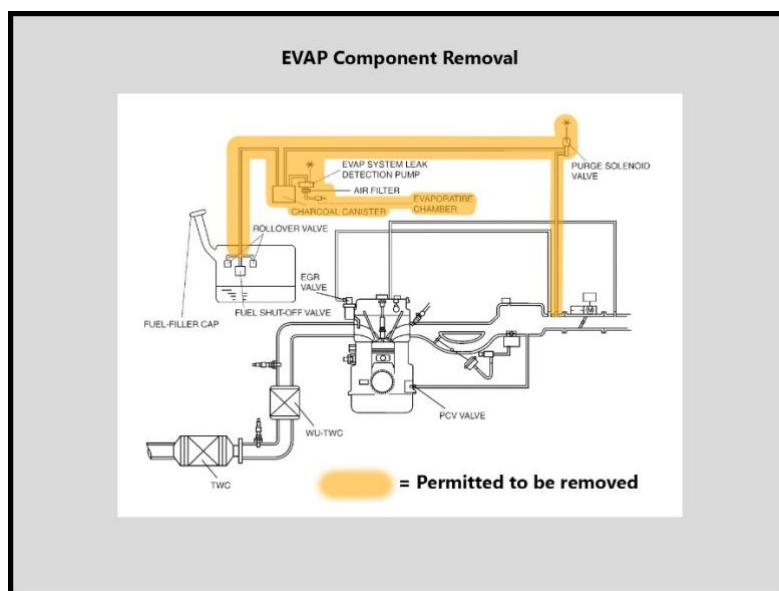 EVAP Component Removal
PURGE SOLENOID
VALVE
EVAP SYSTEM LEAK
DETECTION PUMP
AIR FILTER
EVAPORATIBE
CHAMBER
CHARCOAL CANISTER
ROLLOVER VALVE
EGR
VALVE
FUEL SHUT-OFF VALVE
FUEL-FILLER CAP
M
PCV VALVE
WU-TWC
TWC
= Permitted to be removed